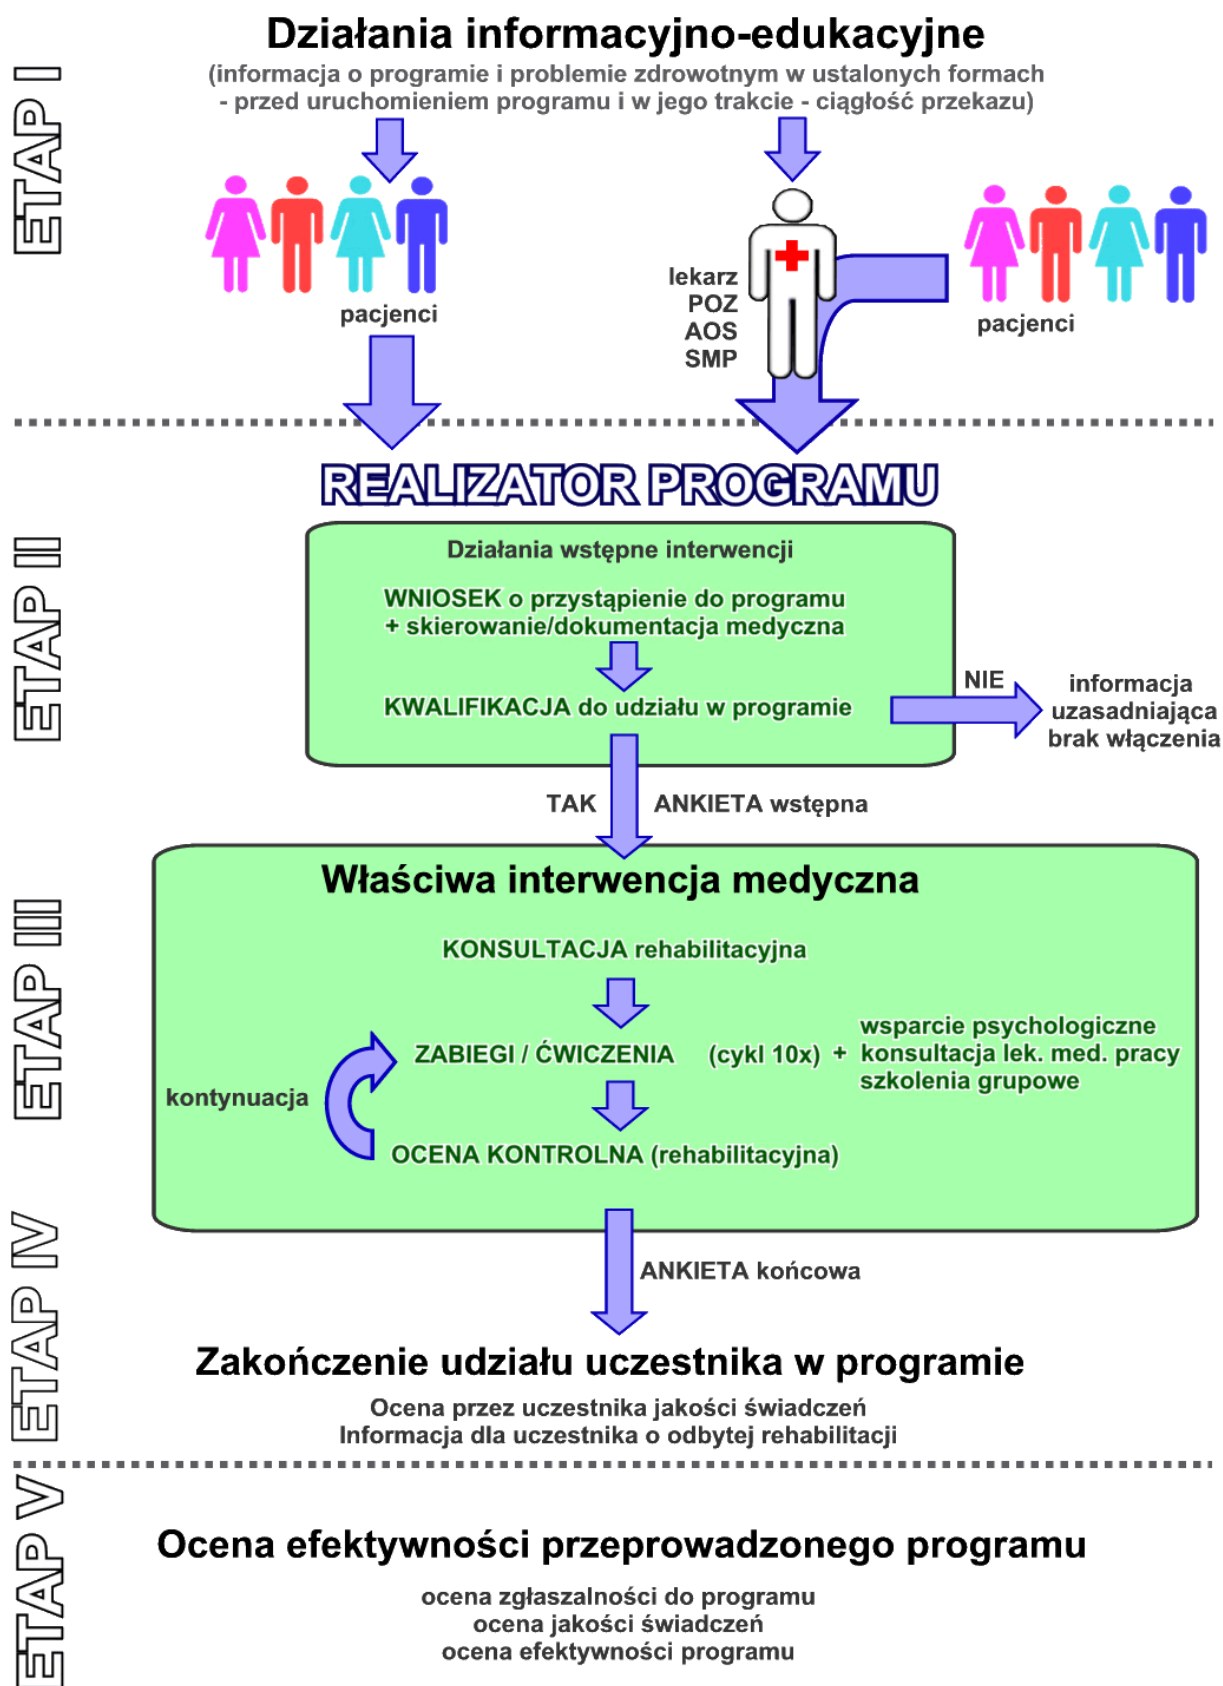 Działania informacyjno-edukacyjne
(informacja o programie i problemie zdrowotnym w ustalonych formach
- przed uruchomieniem programu i w jego trakcie - ciągłość przekazu)
ETAP I
pacjenci
lekarz
POZ
AOS
SMP
pacjenci
REALIZATOR PROGRAMU
ETAP II
Działania wstępne interwencji
WNIOSEK o przystąpienie do programu
+ skierowanie/dokumentacja medyczna
KWALIFIKACJA do udziału w programie
NIE
informacja
uzasadniająca
brak włączenia
TAK
ANKIETA wstępna
ETAP III
Właściwa interwencja medyczna
KONSULTACJA rehabilitacyjna
ZABIEGI / ĆWICZENIA (cykl 10x) +
wsparcie psychologiczne
konsultacja lek. med. pracy
szkolenia grupowe
kontynuacja
OCENA KONTROLNA (rehabilitacyjna)
ETAP IV
ANKIETA końcowa
Zakończenie udziału uczestnika w programie
Ocena przez uczestnika jakości świadczeń
Informacja dla uczestnika o odbytej rehabilitacji
ETAP V
Ocena efektywności przeprowadzonego programu
ocena zgłaszalności do programu
ocena jakości świadczeń
ocena efektywności programu